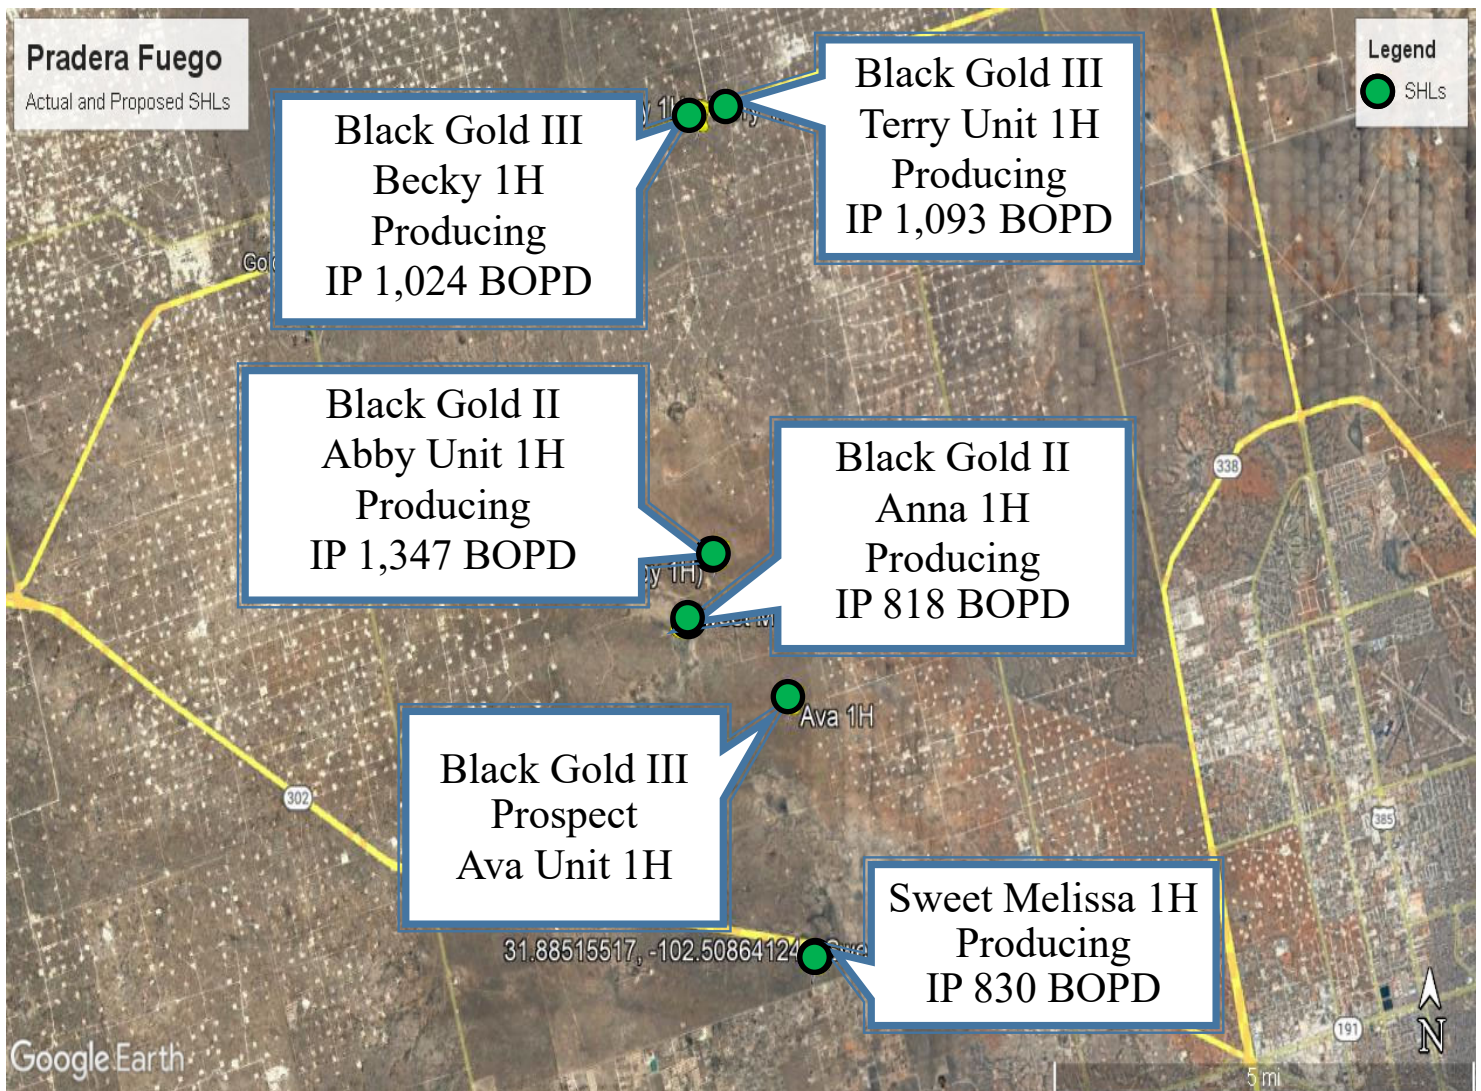 Pradera Fuego
Actual and Proposed SHLs
Legend
SHLs
Black Gold III
Becky 1H
Producing
IP 1,024 BOPD
Black Gold III
Terry Unit 1H
Producing
IP 1,093 BOPD
Black Gold II
Abby Unit 1H
Producing
IP 1,347 BOPD
Black Gold II
Anna 1H
Producing
IP 818 BOPD
338
Ava 1H
Black Gold III
Prospect
Ava Unit 1H
302
385
31.88515517, -102.50864124
Sweet Melissa 1H
Producing
IP 830 BOPD
191
N
5 mi
Google Earth